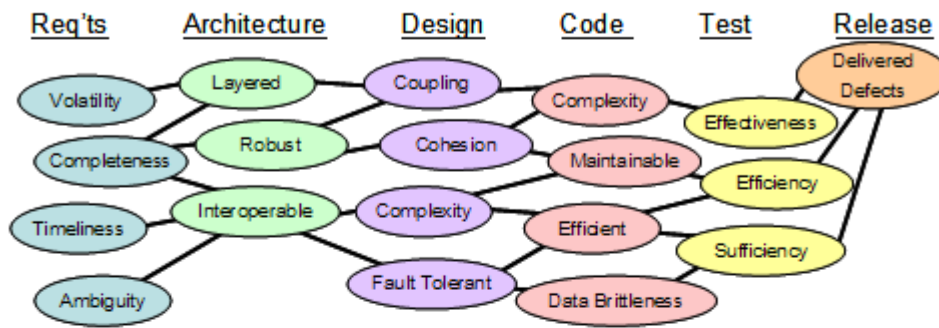 Req'ts Architecture Design Code Test Release
Volatility Layered Coupling Complexity Effectiveness Delivered
Defects
Completeness Robust Cohesion Maintainable Efficiency
Timeliness Interoperable Complexity Efficient Sufficiency
Ambiguity Fault Tolerant Data Brittleness